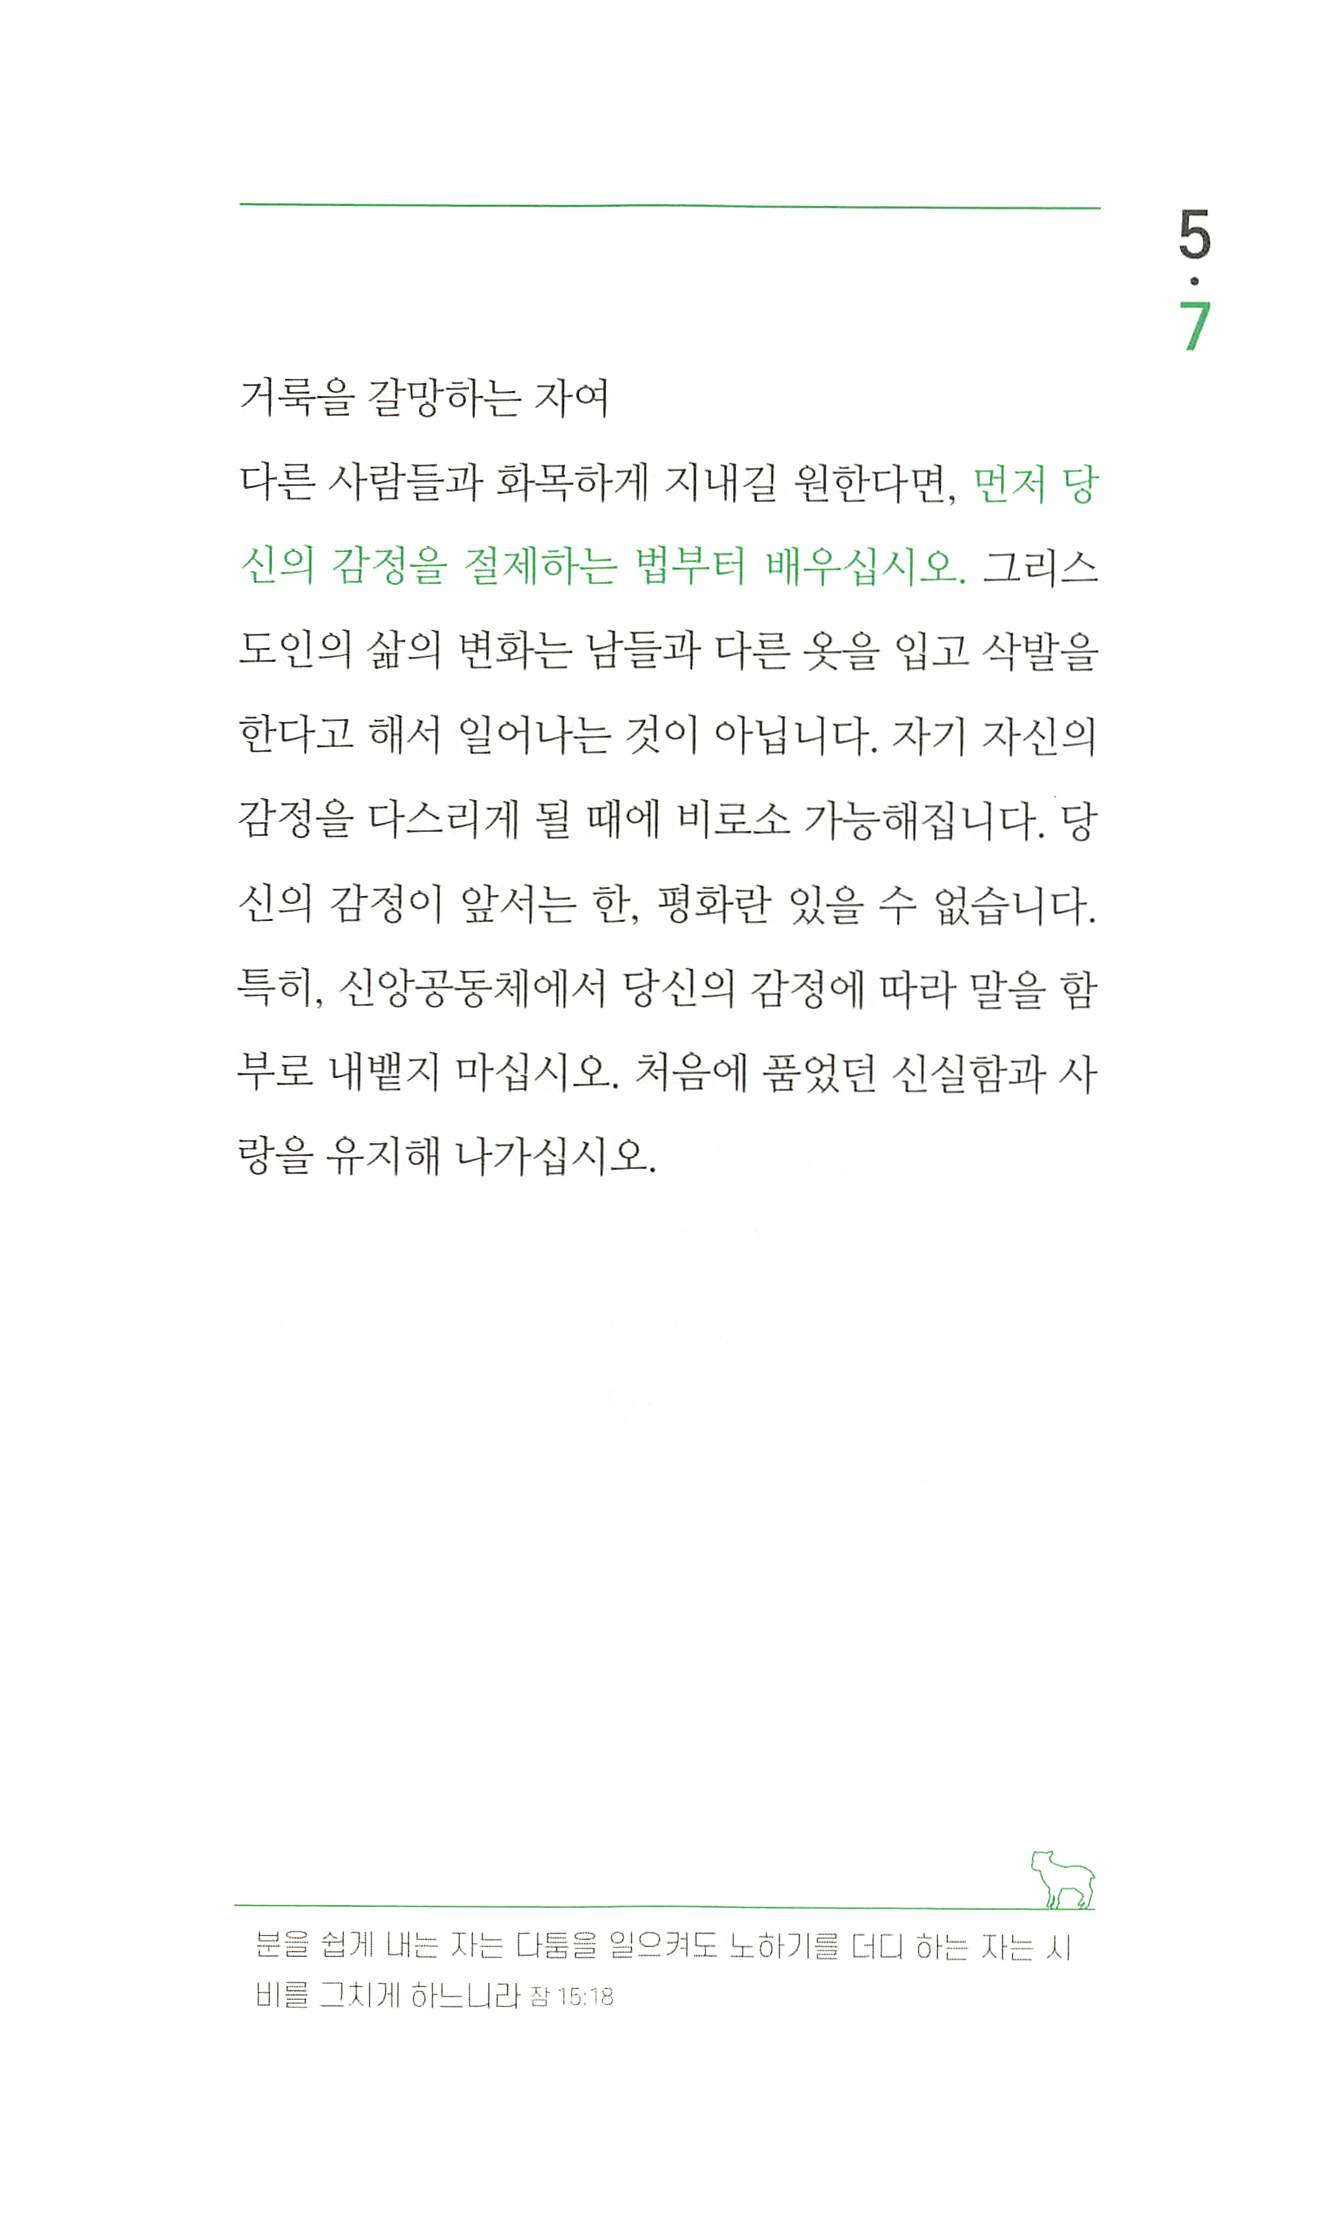 5
·
7
거룩을 갈망하는 자여
다른 사람들과 화목하게 지내길 원한다면, 먼저 당
신의 감정을 절제하는 법부터 배우십시오. 그리스
도인의 삶의 변화는 남들과 다른 옷을 입고 삭발을
한다고 해서 일어나는 것이 아닙니다. 자기 자신의
감정을 다스리게 될 때에 비로소 가능해집니다. 당
신의 감정이 앞서는 한, 평화란 있을 수 없습니다.
특히, 신앙공동체에서 당신의 감정에 따라 말을 함
부로 내뱉지 마십시오. 처음에 품었던 신실함과 사
랑을 유지해 나가십시오.
분을 쉽게 내는 자는 다툼을 일으켜도 노하기를 더디 하는 자는 시
비를 그치게 하느니라 잠 15:18